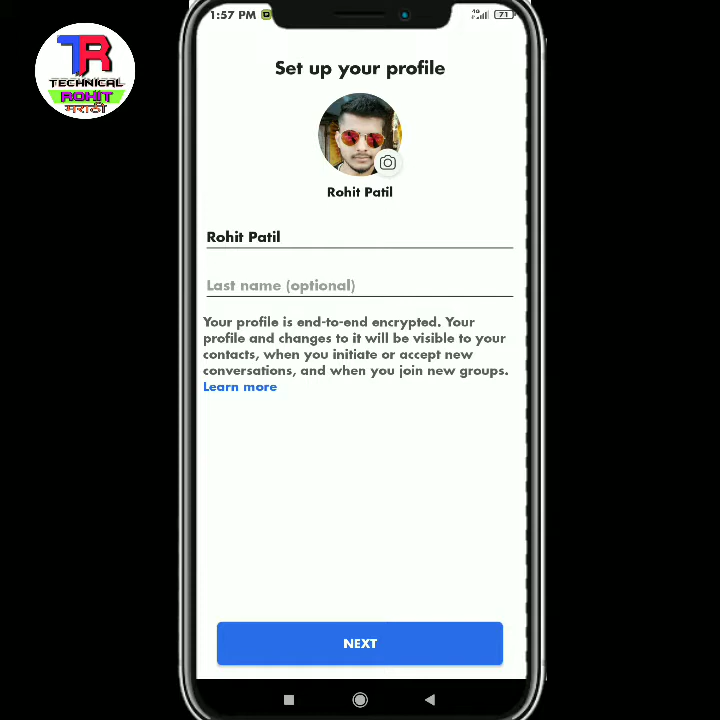 1:57 PM
4G
71
TR
TECHNICAL
ROHIT
मराठी
Set up your profile
Rohit Patil
Rohit Patil
Last name (optional)
Your profile is end-to-end encrypted. Your
profile and changes to it will be visible to your
contacts, when you initiate or accept new
conversations, and when you join new groups.
Learn more
NEXT